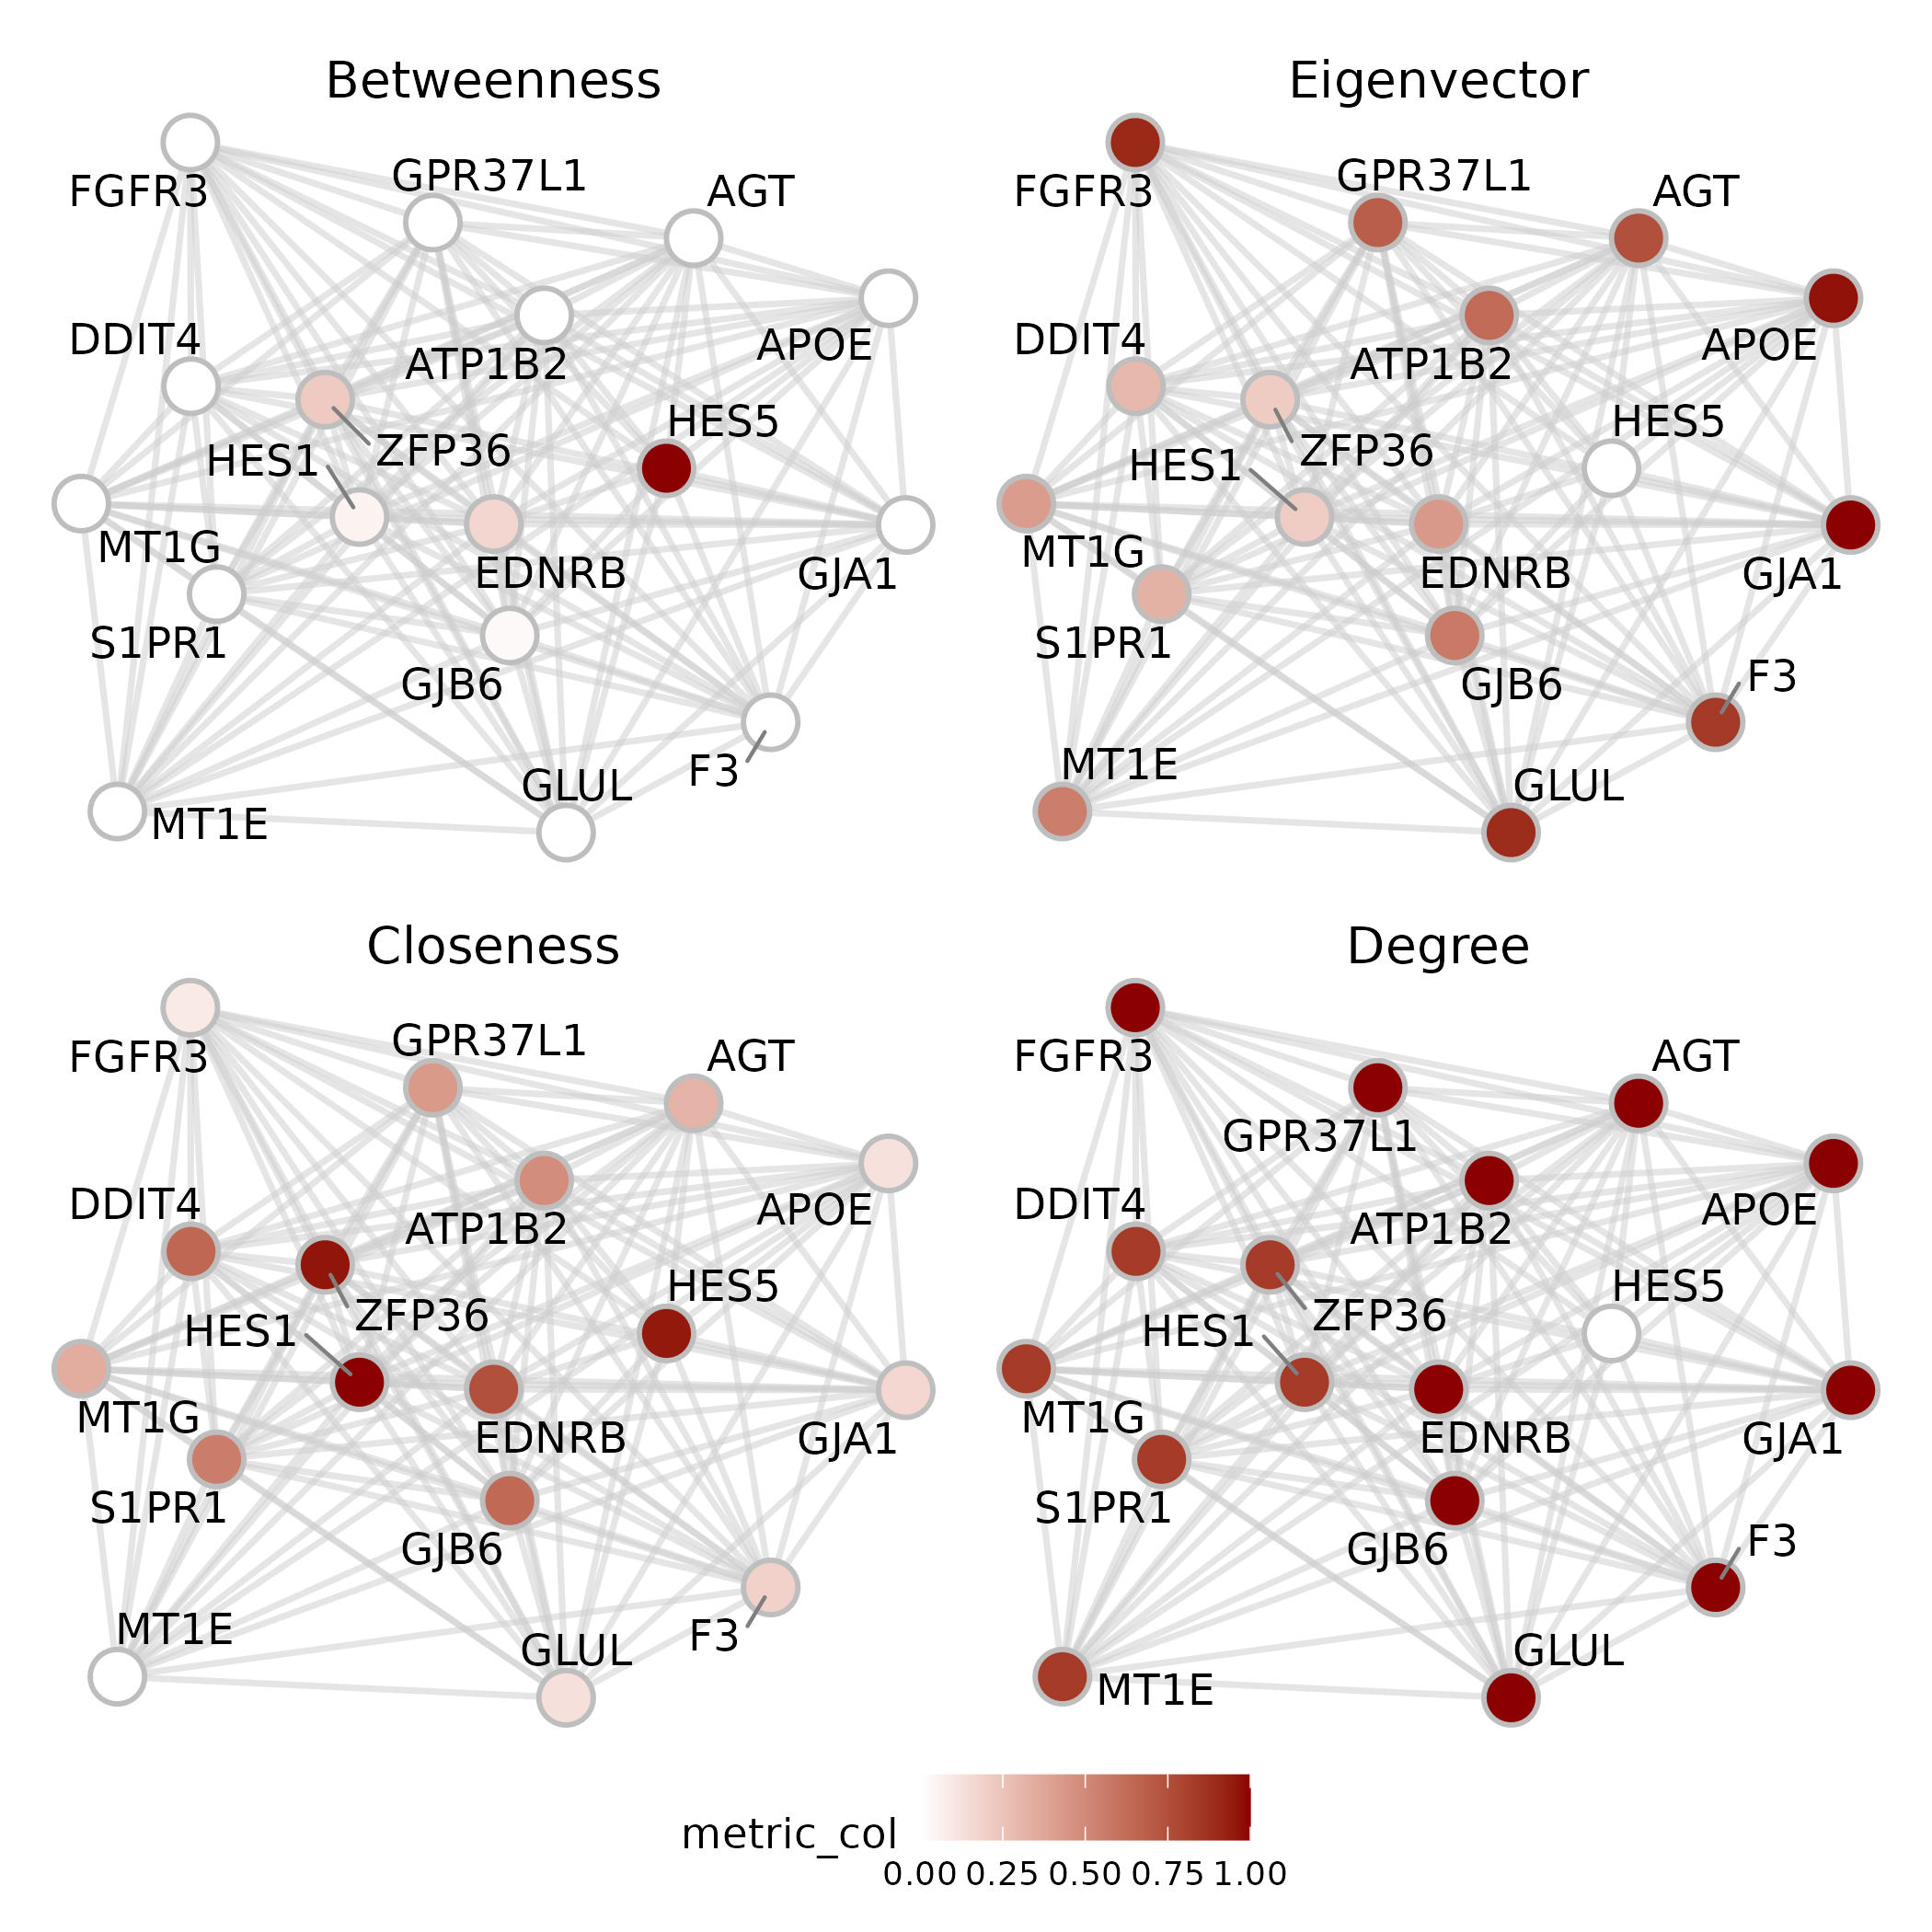 Betweenness
FGFR3
GPR37L1
AGT
DDIT4
ATP1B2
APOE
HES5
HES1
ZFP36
MT1G
EDNRB
GJA1
S1PR1
GJB6
F3
GLUL
MT1E
Eigenvector
FGFR3
GPR37L1
AGT
DDIT4
ATP1B2
APOE
HES5
HES1
ZFP36
MT1G
EDNRB
GJA1
S1PR1
GJB6
F3
MT1E
GLUL
Closeness
FGFR3
GPR37L1
AGT
DDIT4
ATP1B2
APOE
HES5
HES1
ZFP36
MT1G
EDNRB
GJA1
S1PR1
GJB6
F3
MT1E
GLUL
Degree
FGFR3
AGT
GPR37L1
DDIT4
ATP1B2
APOE
HES5
HES1
ZFP36
MT1G
EDNRB
GJA1
S1PR1
GJB6
F3
GLUL
MT1E
metric_col
0.00 0.25 0.50 0.75 1.00